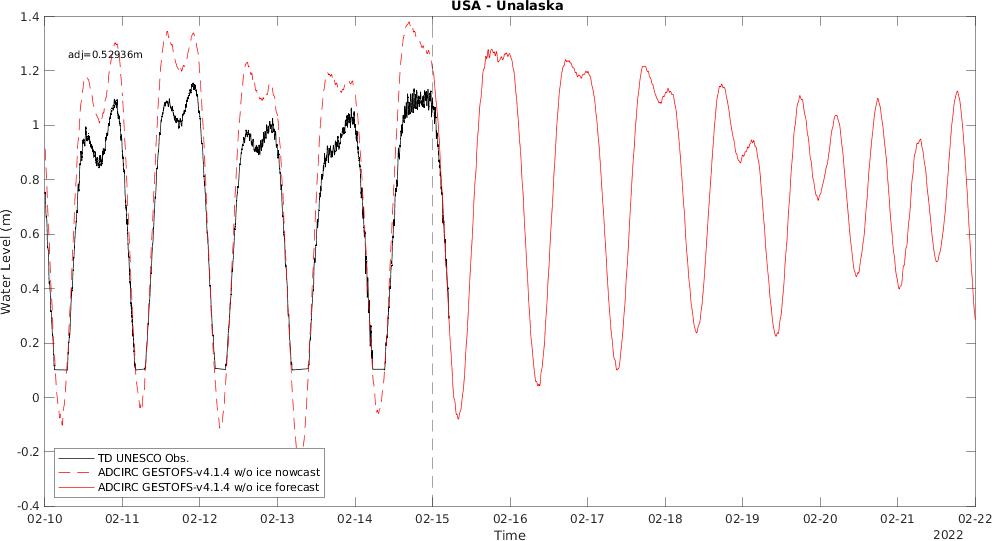 USA - Unalaska
adj=0.52936m
1.4
1.2
1
0.8
0.6
0.4
0.2
0
-0.2
-0.4
Water Level (m)
TD UNESCO Obs.
ADCIRC GESTOFS-v4.1.4 w/o ice nowcast
ADCIRC GESTOFS-v4.1.4 w/o ice forecast
02-10 02-11 02-12 02-13 02-14 02-15 02-16 02-17 02-18 02-19 02-20 02-21 02-22
Time
2022